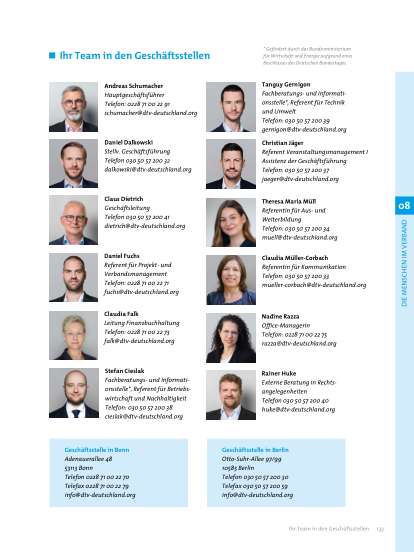 Ihr Team in den Geschäftsstellen
* Gefördert durch das Bundesministerium
für Wirtschaft und Energie aufgrund eines
Beschlusses des Deutschen Bundestages.
Andreas Schumacher
Hauptgeschäftsführer
Telefon: 0228 71 00 22 91
schumacher@dtv-deutschland.org
Daniel Dalkowski
Stellv. Geschäftsführung
Telefon 030 50 57 200 32
dalkowski@dtv-deutschland.org
Claus Dietrich
Geschäftsleitung
Telefon 030 50 57 200 41
dietrich@dtv-deutschland.org
Daniel Fuchs
Referent für Projekt- und
Verbandsmanagement
Telefon: 0228 71 00 22 71
fuchs@dtv-deutschland.org
Claudia Falk
Leitung Finanzbuchhaltung
Telefon: 0228 71 00 22 73
falk@dtv-deutschland.org
Stefan Cieslak
Fachberatungs- und Informati-
onsstelle*, Referent für Betriebs-
wirtschaft und Nachhaltigkeit
Telefon: 030 50 57 200 38
cieslak@dtv-deutschland.org
Tanguy Gernigon
Fachberatungs- und Informati-
onsstelle*, Referent für Technik
und Umwelt
Telefon: 030 50 57 200 39
gernigon@dtv-deutschland.org
Christian Jäger
Referent Veranstaltungsmanagement I
Assistenz der Geschäftsführung
Telefon: 030 50 57 200 37
jaeger@dtv-deutschland.org
Theresa Maria Müll
Referentin für Aus- und
Weiterbildung
Telefon: 030 50 57 200 34
muell@dtv-deutschland.org
Claudia Müller-Corbach
Referentin für Kommunikation
Telefon: 030 50 57 200 33
mueller-corbach@dtv-deutschland.org
Nadine Razza
Office-Managerin
Telefon: 0228 71 00 22 75
razza@dtv-deutschland.org
Rainer Huke
Externe Beratung in Rechts-
angelegenheiten
Telefon 030 50 57 200 40
huke@dtv-deutschland.org
Geschäftsstelle in Bonn
Adenauerallee 48
53113 Bonn
Telefon 0228 71 00 22 70
Telefax 0228 71 00 22 79
info@dtv-deutschland.org
Geschäftsstelle in Berlin
Otto-Suhr-Allee 97/99
10585 Berlin
Telefon 030 50 57 200 30
Telefax 030 50 57 200 59
info@dtv-deutschland.org
08
DIE MENSCHEN IM VERBAND
Ihr Team in den Geschäftsstellen 133